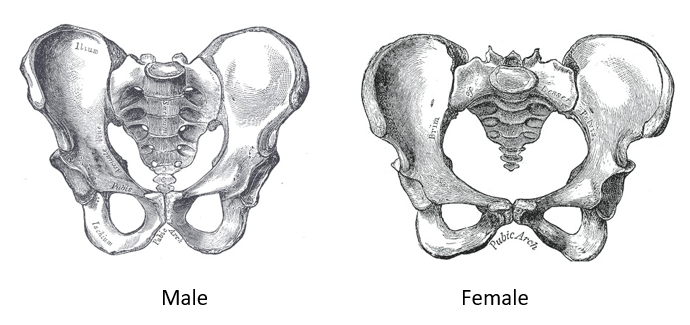 Ilium
Pubis
Ischium
Pubic Arch
Brim
Pubic Arch
Male
Female